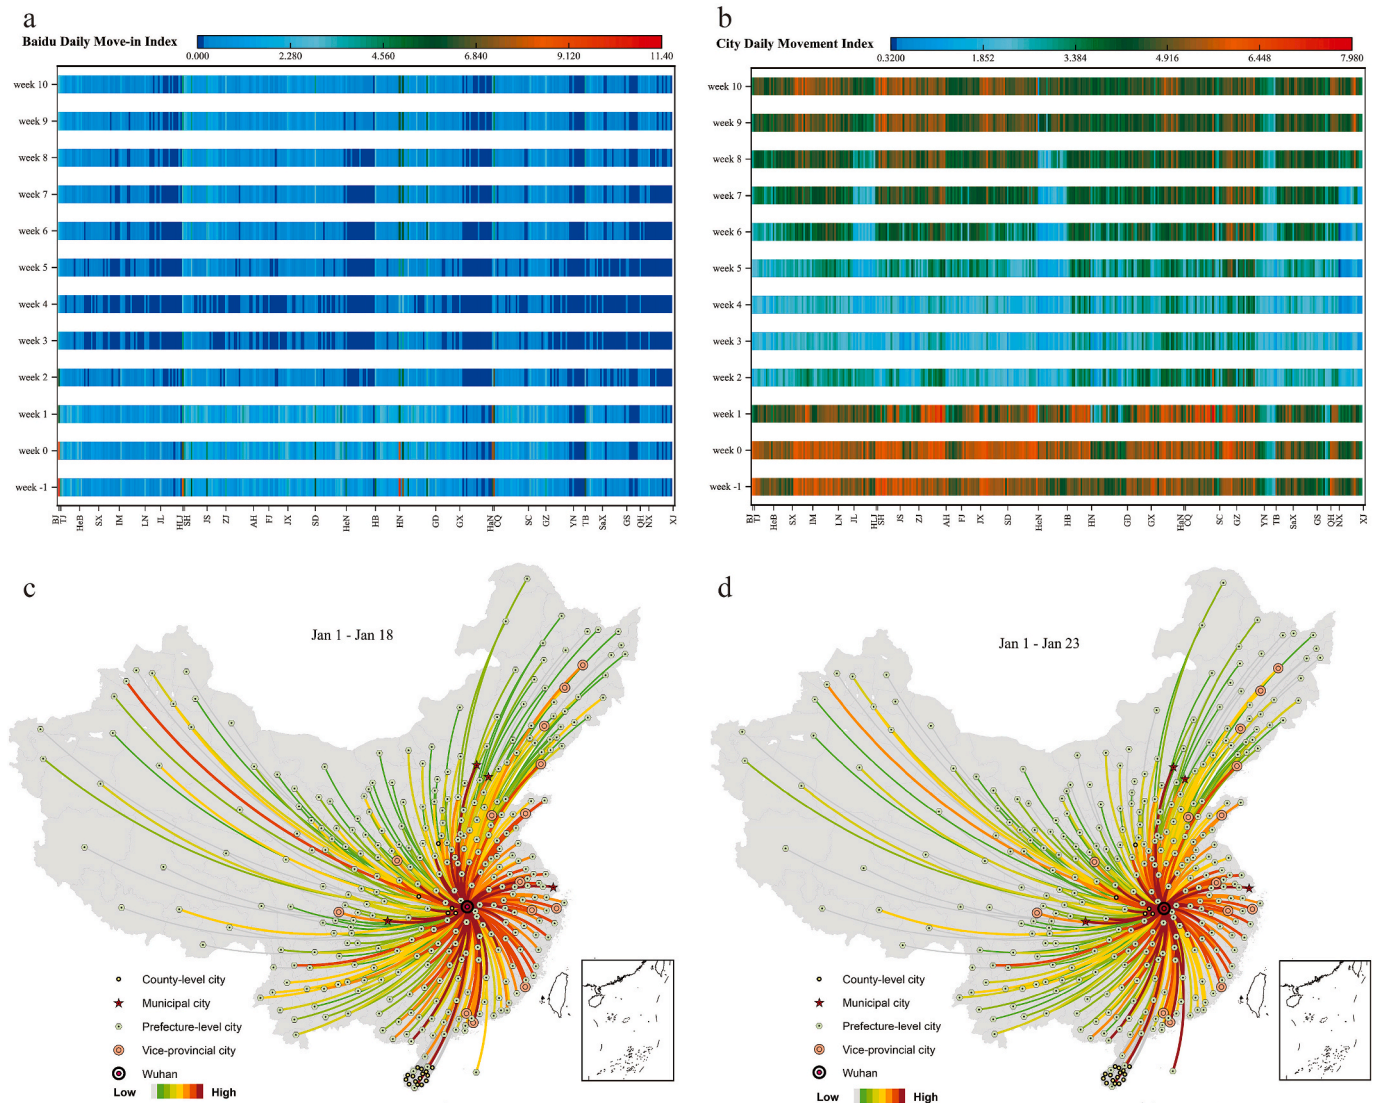 a
Baidu Daily Move-in Index
0.000 2.280 4.560 6.840 9.120 11.40
week 10
week 9
week 8
week 7
week 6
week 5
week 4
week 3
week 2
week 1
week 0
week -1
BJ TJ HeB SX IM LN JL HLJ SH JS ZJ AH FJ JX SD HeN HB HN GD GX HaN CQ SC GZ YN TB SaX GS QH NX XJ
b
City Daily Movement Index
0.3200 1.852 3.384 4.916 6.448 7.980
week 10
week 9
week 8
week 7
week 6
week 5
week 4
week 3
week 2
week 1
week 0
week -1
BJ TJ HeB SX IM LN JL HLJ SH JS ZJ AH FJ JX SD HeN HB HN GD GX HaN CQ SC GZ YN TB SaX GS QH NX XJ
c
Jan 1 - Jan 18
County-level city
Municipal city
Prefecture-level city
Vice-provincial city
Wuhan
Low High
d
Jan 1 - Jan 23
County-level city
Municipal city
Prefecture-level city
Vice-provincial city
Wuhan
Low High